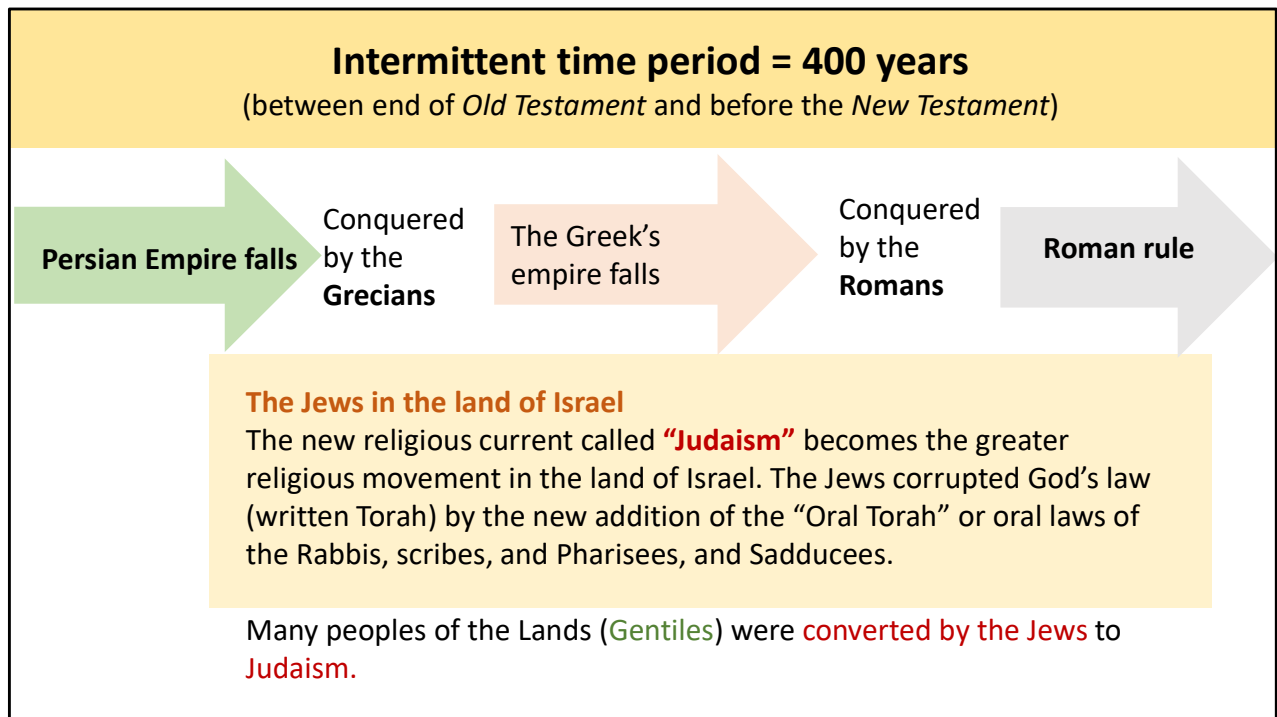 Intermittent time period = 400 years
(between end of Old Testament and before the New Testament)
Persian Empire falls
Conquered
by the
Grecians
The Greek’s
empire falls
Conquered
by the
Romans
Roman rule
The Jews in the land of Israel
The new religious current called “Judaism” becomes the greater
religious movement in the land of Israel. The Jews corrupted God’s law
(written Torah) by the new addition of the “Oral Torah” or oral laws of
the Rabbis, scribes, and Pharisees, and Sadducees.
Many peoples of the Lands (Gentiles) were converted by the Jews to
Judaism.